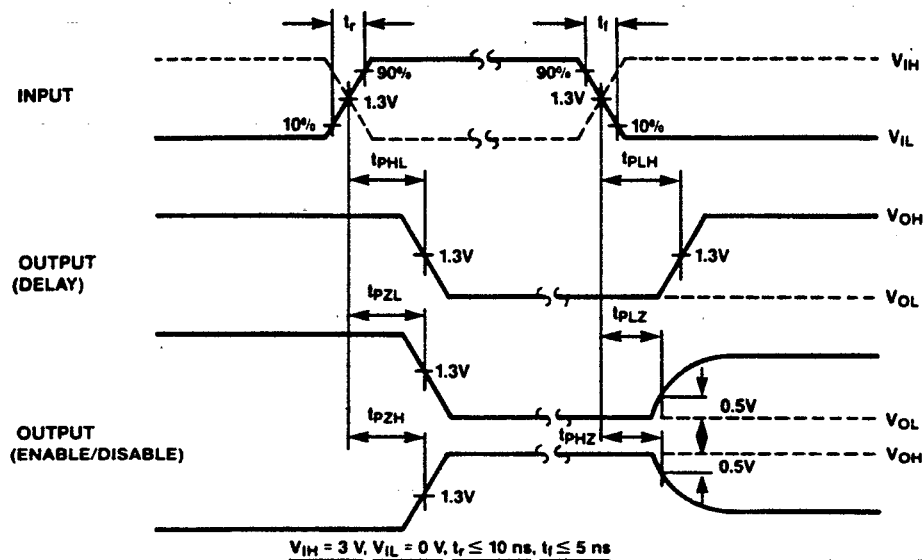 tr
tf
INPUT
90%
1.3V
10%
90%
1.3V
10%
VIH
VIL
tPHL
tPLH
OUTPUT
(DELAY)
1.3V
1.3V
VOH
VOL
tPZL
tPLZ
1.3V
0.5V
VOL
tPZH
tPHZ
OUTPUT
(ENABLE/DISABLE)
1.3V
VOH
0.5V
VIH = 3 V, VIL = 0 V, tr ≤ 10 ns, tf ≤ 5 ns